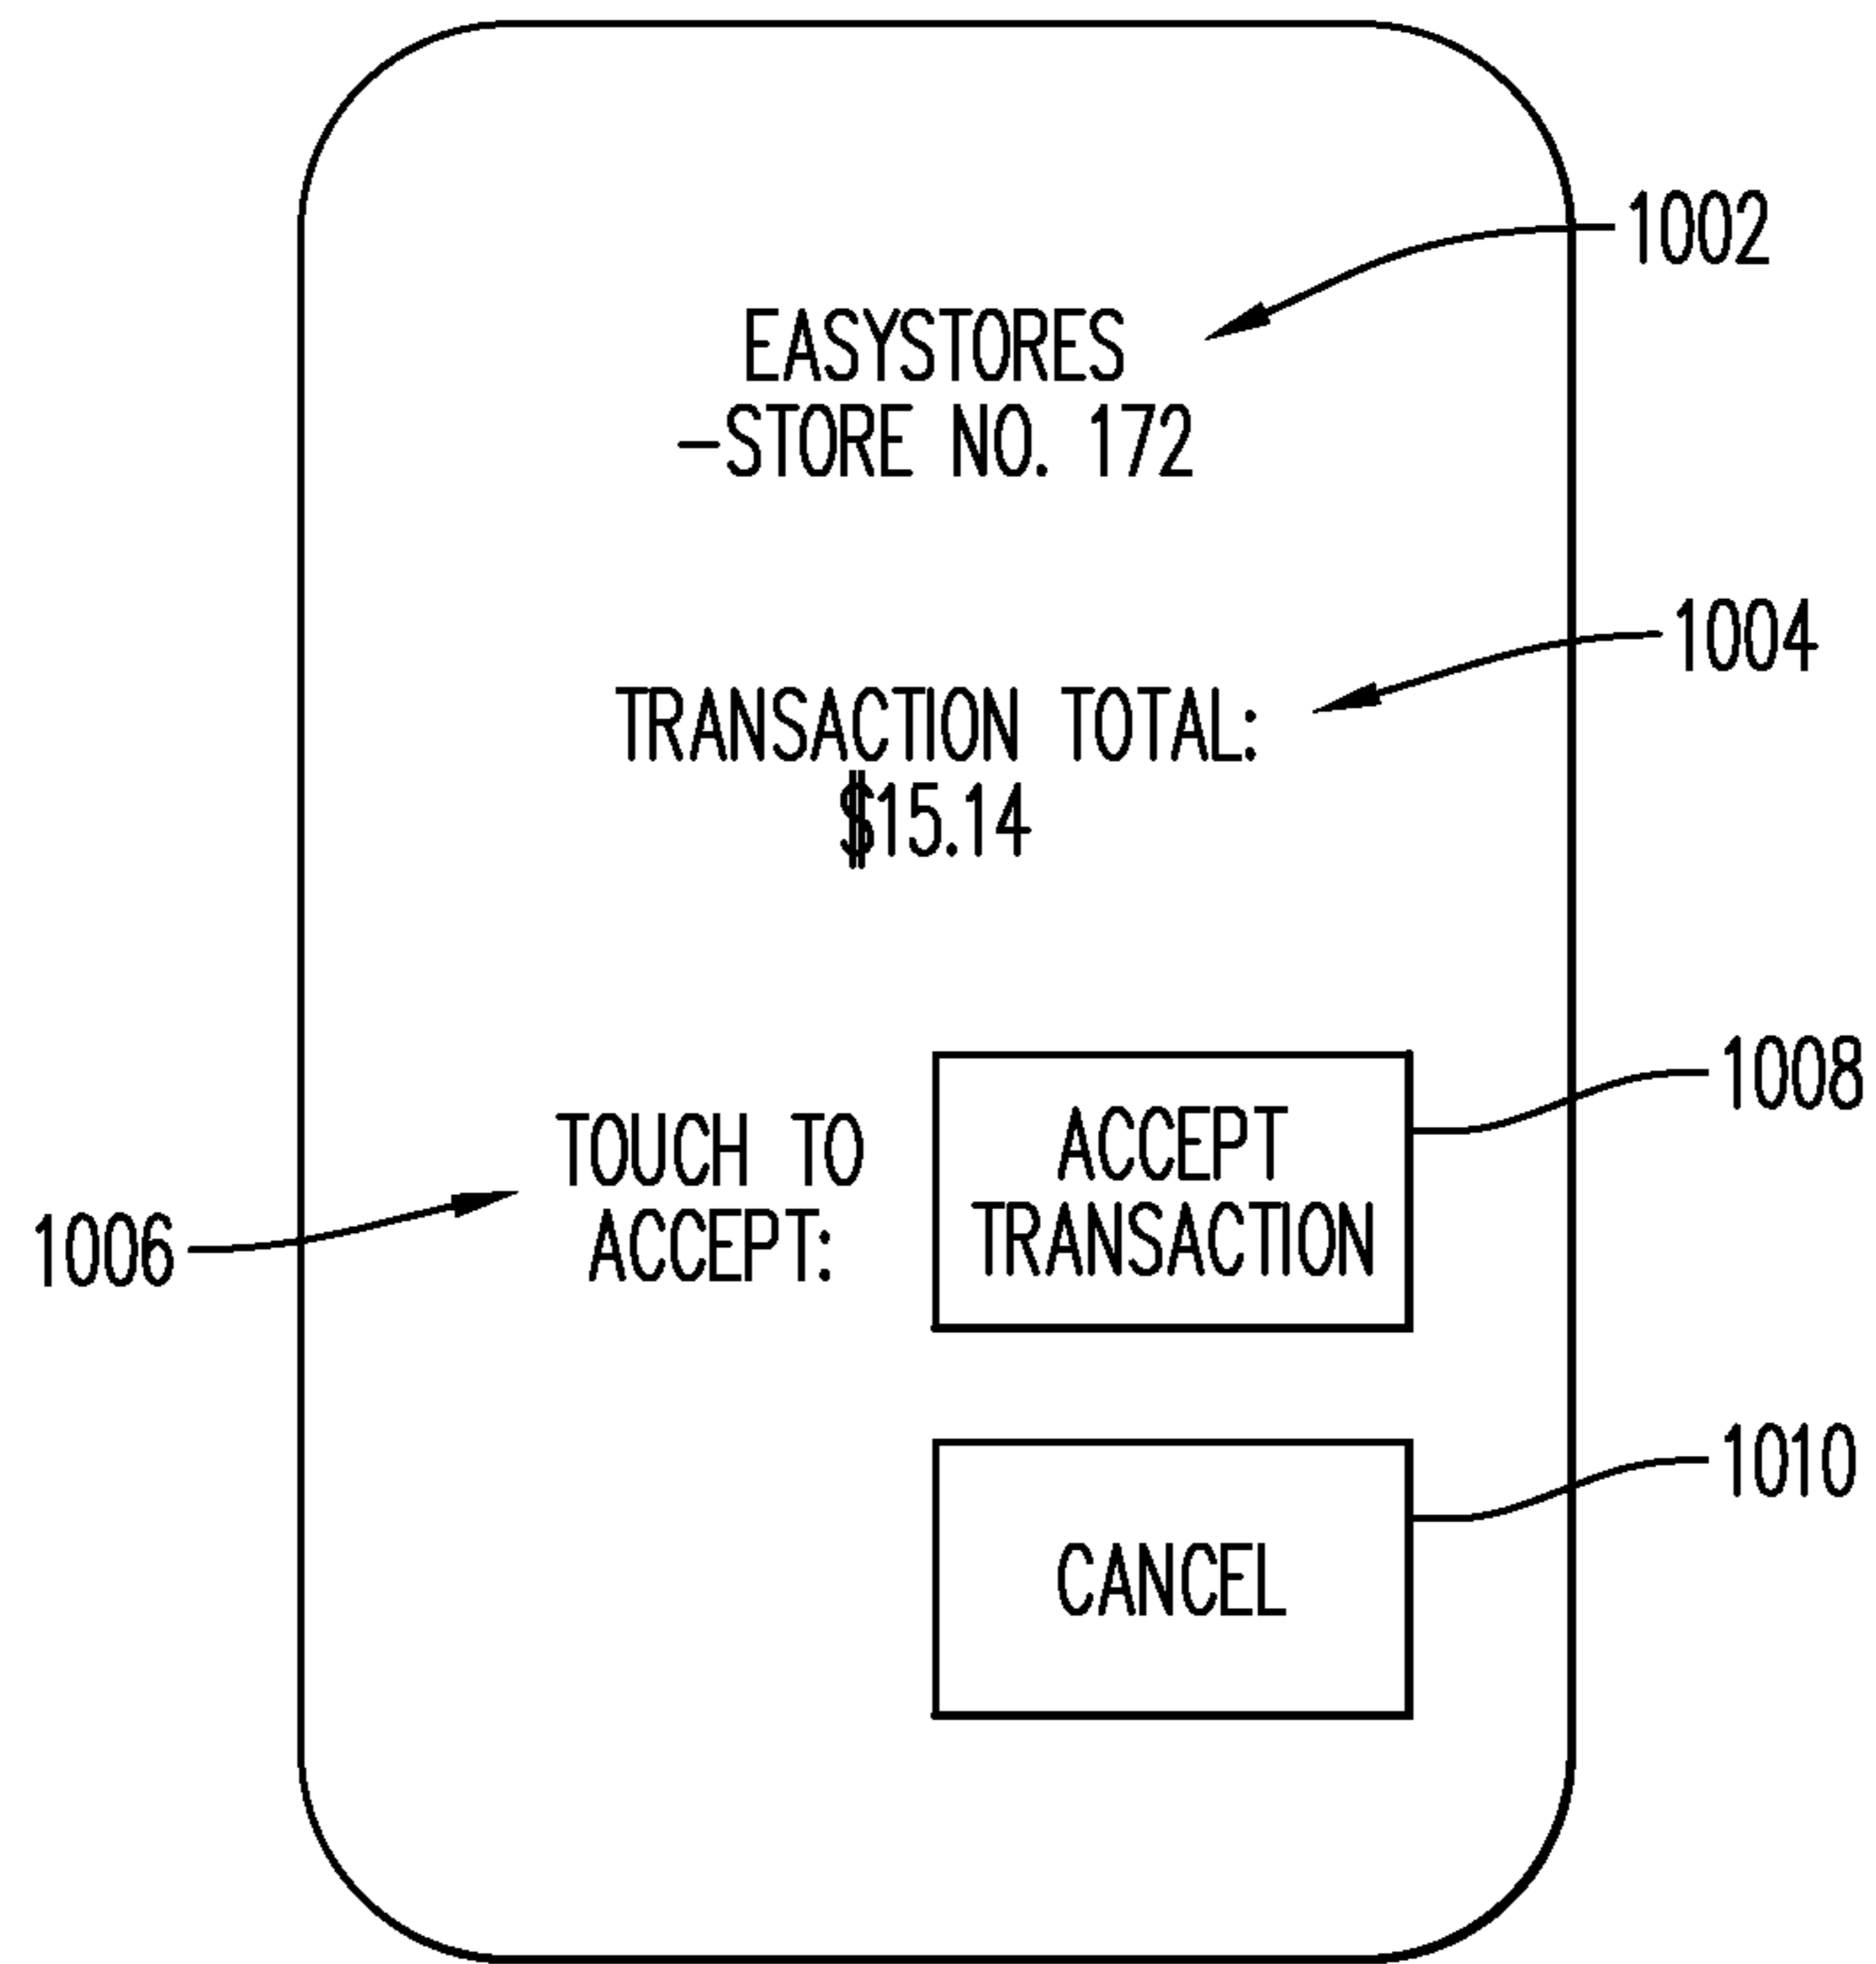 1002
EASYSTORES
-STORE NO. 172
1004
TRANSACTION TOTAL:
$15.14
1008
TOUCH TO
ACCEPT:
ACCEPT
TRANSACTION
1006
1010
CANCEL